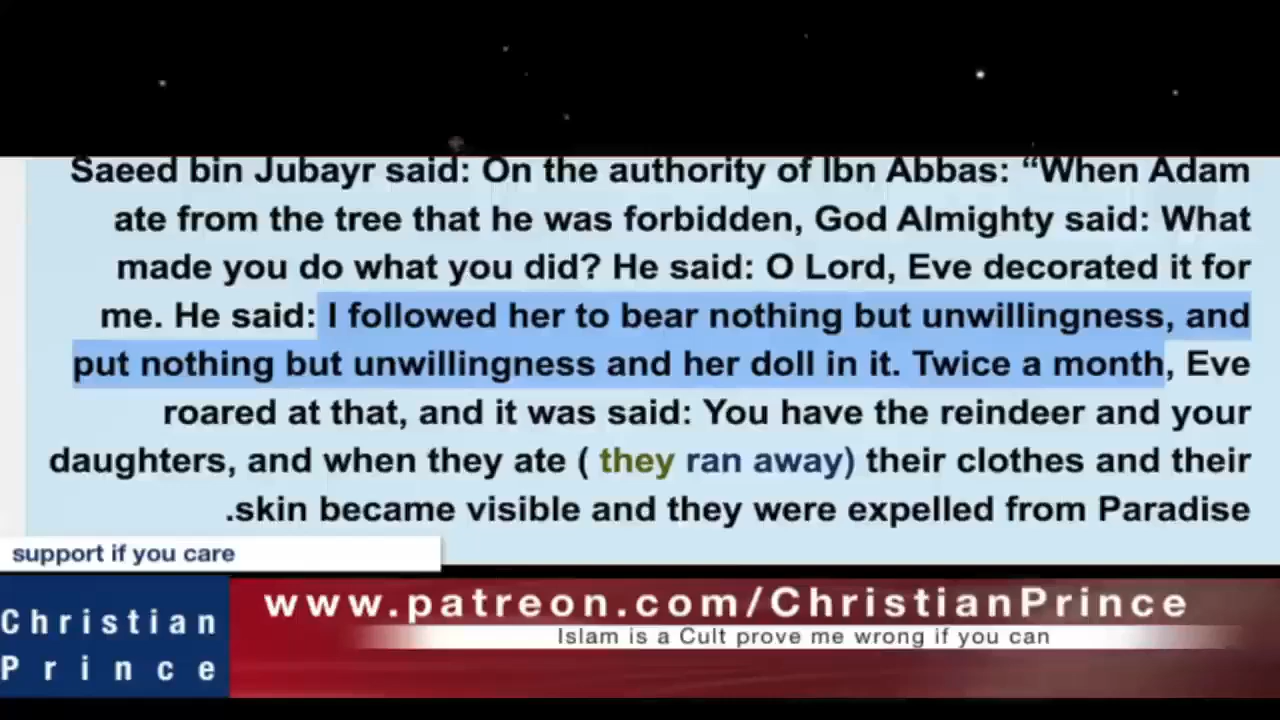 Saeed bin Jubayr said: On the authority of Ibn Abbas: “When Adam
ate from the tree that he was forbidden, God Almighty said: What
made you do what you did? He said: O Lord, Eve decorated it for
me. He said: I followed her to bear nothing but unwillingness, and
put nothing but unwillingness and her doll in it. Twice a month, Eve
roared at that, and it was said: You have the reindeer and your
daughters, and when they ate ( they ran away) their clothes and their
.skin became visible and they were expelled from Paradise
support if you care
Christian
Prince
www.patreon.com/ChristianPrince
Islam is a Cult prove me wrong if you can